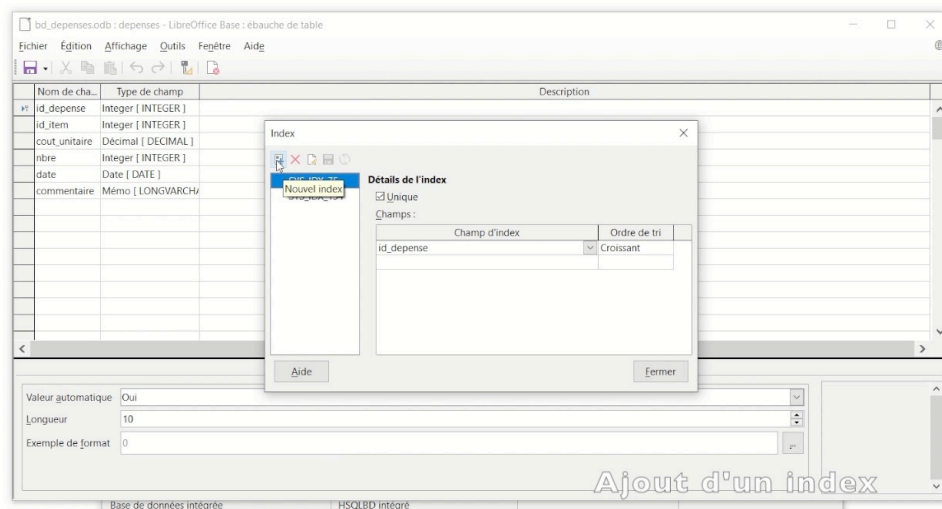 bd_depenses.odb : depenses - LibreOffice Base : ébauche de table
Fichier Édition Affichage Outils Fenêtre Aide
Nom de cha... Type de champ Description
id_depense Integer [ INTEGER ]
id_item Integer [ INTEGER ]
cout_unitaire Décimal [ DECIMAL ]
nbre Integer [ INTEGER ]
date Date [ DATE ]
commentaire Mémo [ LONGVARCHA
Index
Nouvel index
Détails de l'index
Unique
Champs :
Champ d'index Ordre de tri
id_depense Croissant
Aide Fermer
Valeur automatique Oui
Longueur 10
Exemple de format 0
Ajout d'un index
Base de données intégrée HSQLBD intégré